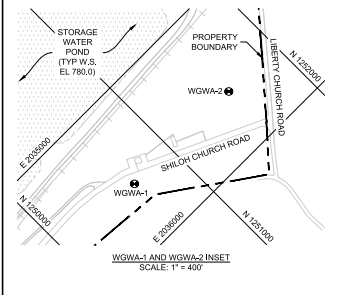 STORAGE
WATER
POND
(TYP W.S.
EL 780.0)
PROPERTY
BOUNDARY
LIBERTY CHURCH ROAD
N 1252000
WGWA-2
E 2035000
SHILOH CHURCH ROAD
WGWA-1
N 1250000
E 2036000
N 1251000
WGWA-1 AND WGWA-2 INSET
SCALE: 1" = 400'